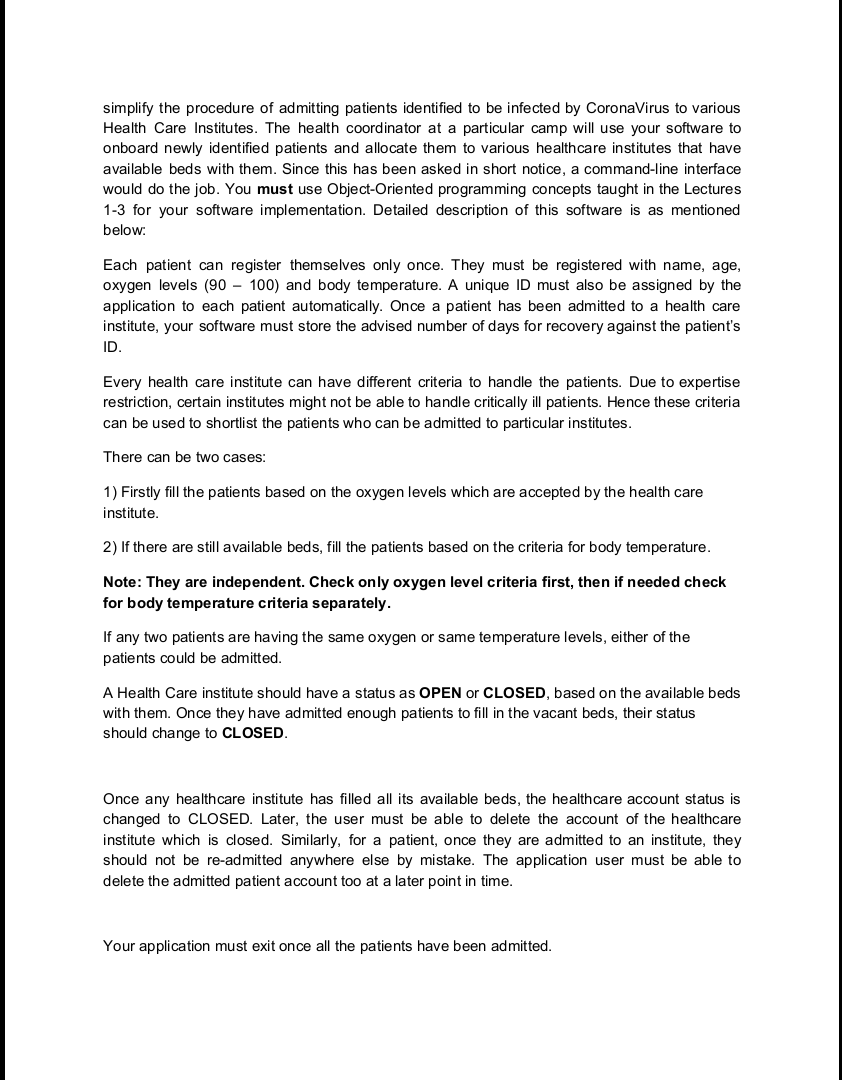 simplify the procedure of admitting patients identified to be infected by CoronaVirus to various
Health Care Institutes. The health coordinator at a particular camp will use your software to
onboard newly identified patients and allocate them to various healthcare institutes that have
available beds with them. Since this has been asked in short notice, a command-line interface
would do the job. You must use Object-Oriented programming concepts taught in the Lectures
1-3 for your software implementation. Detailed description of this software is as mentioned
below:
Each patient can register themselves only once. They must be registered with name, age,
oxygen levels (90 – 100) and body temperature. A unique ID must also be assigned by the
application to each patient automatically. Once a patient has been admitted to a health care
institute, your software must store the advised number of days for recovery against the patient's
ID.
Every health care institute can have different criteria to handle the patients. Due to expertise
restriction, certain institutes might not be able to handle critically ill patients. Hence these criteria
can be used to shortlist the patients who can be admitted to particular institutes.
There can be two cases:
1) Firstly fill the patients based on the oxygen levels which are accepted by the health care
institute.
2) If there are still available beds, fill the patients based on the criteria for body temperature.
Note: They are independent. Check only oxygen level criteria first, then if needed check
for body temperature criteria separately.
If any two patients are having the same oxygen or same temperature levels, either of the
patients could be admitted.
A Health Care institute should have a status as OPEN or CLOSED, based on the available beds
with them. Once they have admitted enough patients to fill in the vacant beds, their status
should change to CLOSED.
Once any healthcare institute has filled all its available beds, the healthcare account status is
changed to CLOSED. Later, the user must be able to delete the account of the healthcare
institute which is closed. Similarly, for a patient, once they are admitted to an institute, they
should not be re-admitted anywhere else by mistake. The application user must be able to
delete the admitted patient account too at a later point in time.
Your application must exit once all the patients have been admitted.